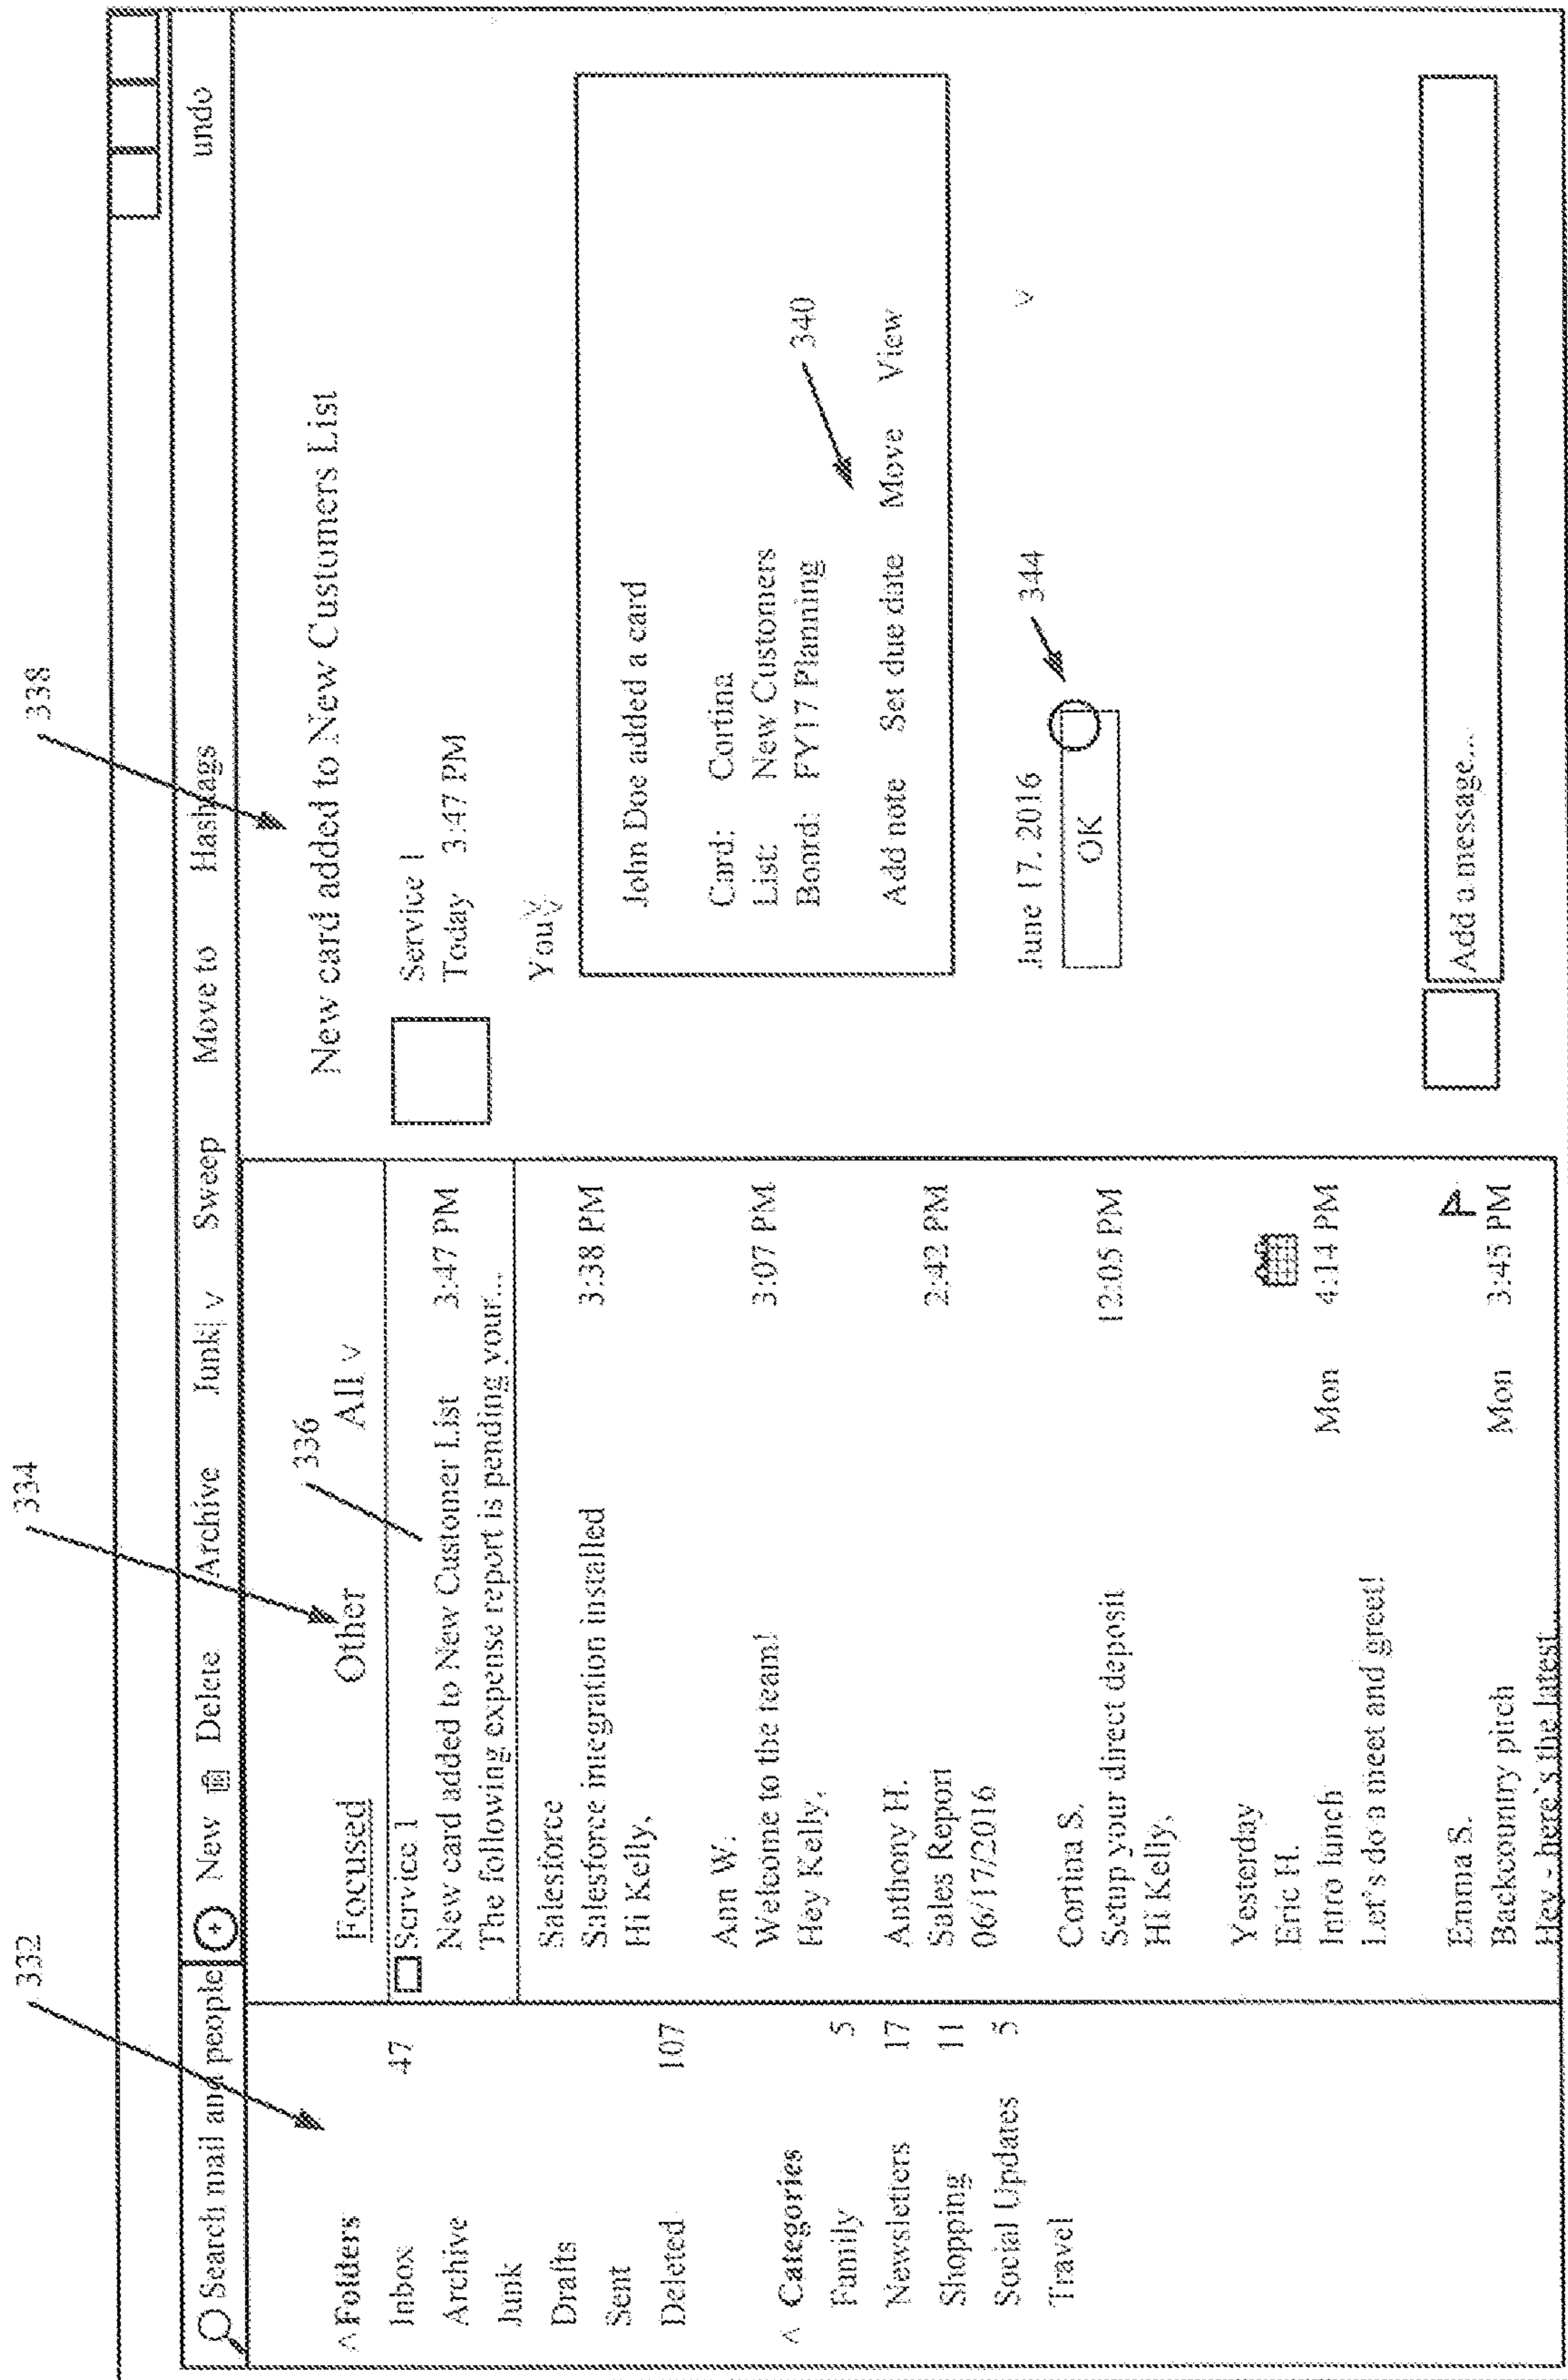 332
334
338
Search mail and people
New
Delete
Archive
Junk v
Sweep
Move to
Hashtags
undo
^ Folders
Inbox 47
Archive
Junk
Drafts
Sent
Deleted 107
^ Categories
Family 5
Newsletters 17
Shopping 11
Social Updates 5
Travel
Focused Other All v
336
Service 1
New card added to New Customer List 3:47 PM
The following expense report is pending your...
Salesforce
Salesforce integration installed 3:38 PM
Hi Kelly,
Ann W.
Welcome to the team! 3:07 PM
Hey Kelly,
Anthony H.
Sales Report 2:42 PM
06/17/2016
Cortina S.
Setup your direct deposit 12:05 PM
Hi Kelly,
Yesterday
Eric H.
Intro lunch Mon 4:14 PM
Let's do a meet and greet!
Emma S.
Backcountry pitch Mon 3:45 PM
Hey - here's the latest...
New card added to New Customers List
Service 1
Today 3:47 PM
You v
John Doe added a card
Card: Cortina
List: New Customers
Board: FY17 Planning
340
Add note Set due date Move View
June 17, 2016 v
344
OK
Add a message...